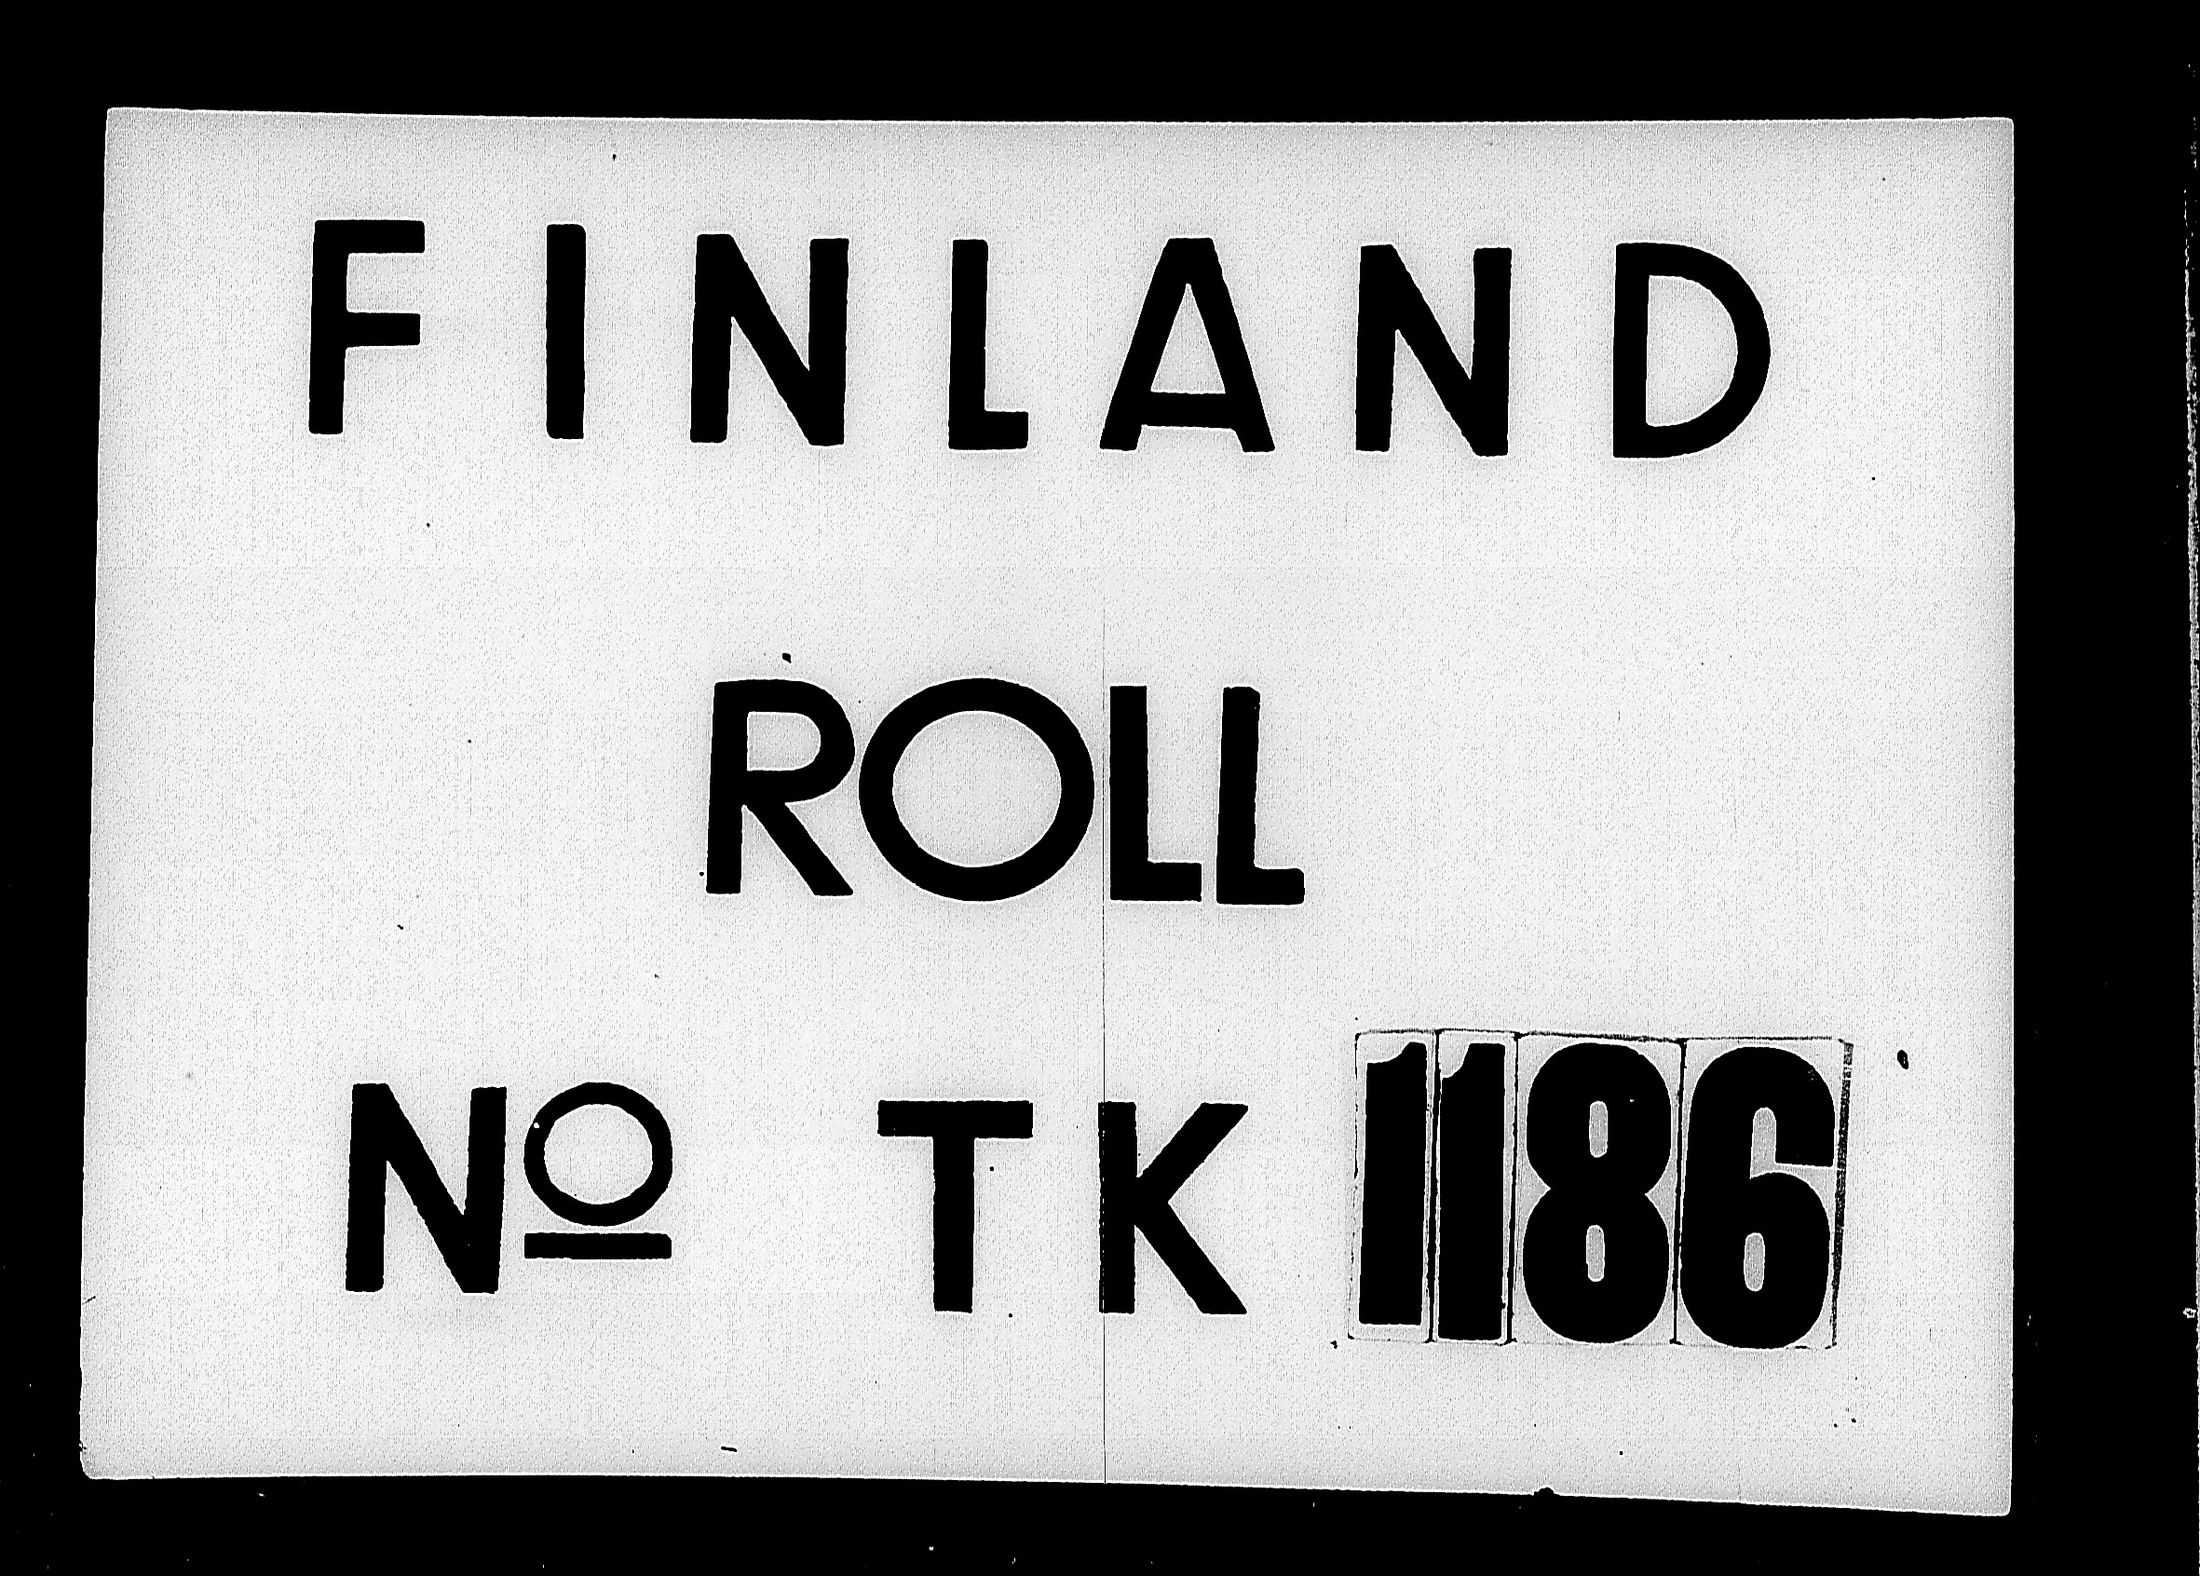 FINLAND
ROLL
Nº TK 1186